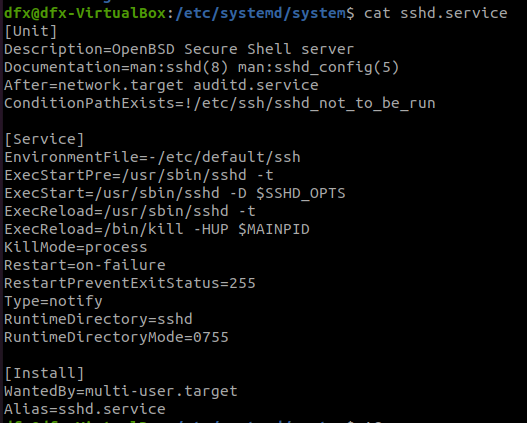 dfx@dfx-VirtualBox:/etc/systemd/system$ cat sshd.service
[Unit]
Description=OpenBSD Secure Shell server
Documentation=man:sshd(8) man:sshd_config(5)
After=network.target auditd.service
ConditionPathExists=!/etc/ssh/sshd_not_to_be_run

[Service]
EnvironmentFile=-/etc/default/ssh
ExecStartPre=/usr/sbin/sshd -t
ExecStart=/usr/sbin/sshd -D $SSHD_OPTS
ExecReload=/usr/sbin/sshd -t
ExecReload=/bin/kill -HUP $MAINPID
KillMode=process
Restart=on-failure
RestartPreventExitStatus=255
Type=notify
RuntimeDirectory=sshd
RuntimeDirectoryMode=0755

[Install]
WantedBy=multi-user.target
Alias=sshd.service